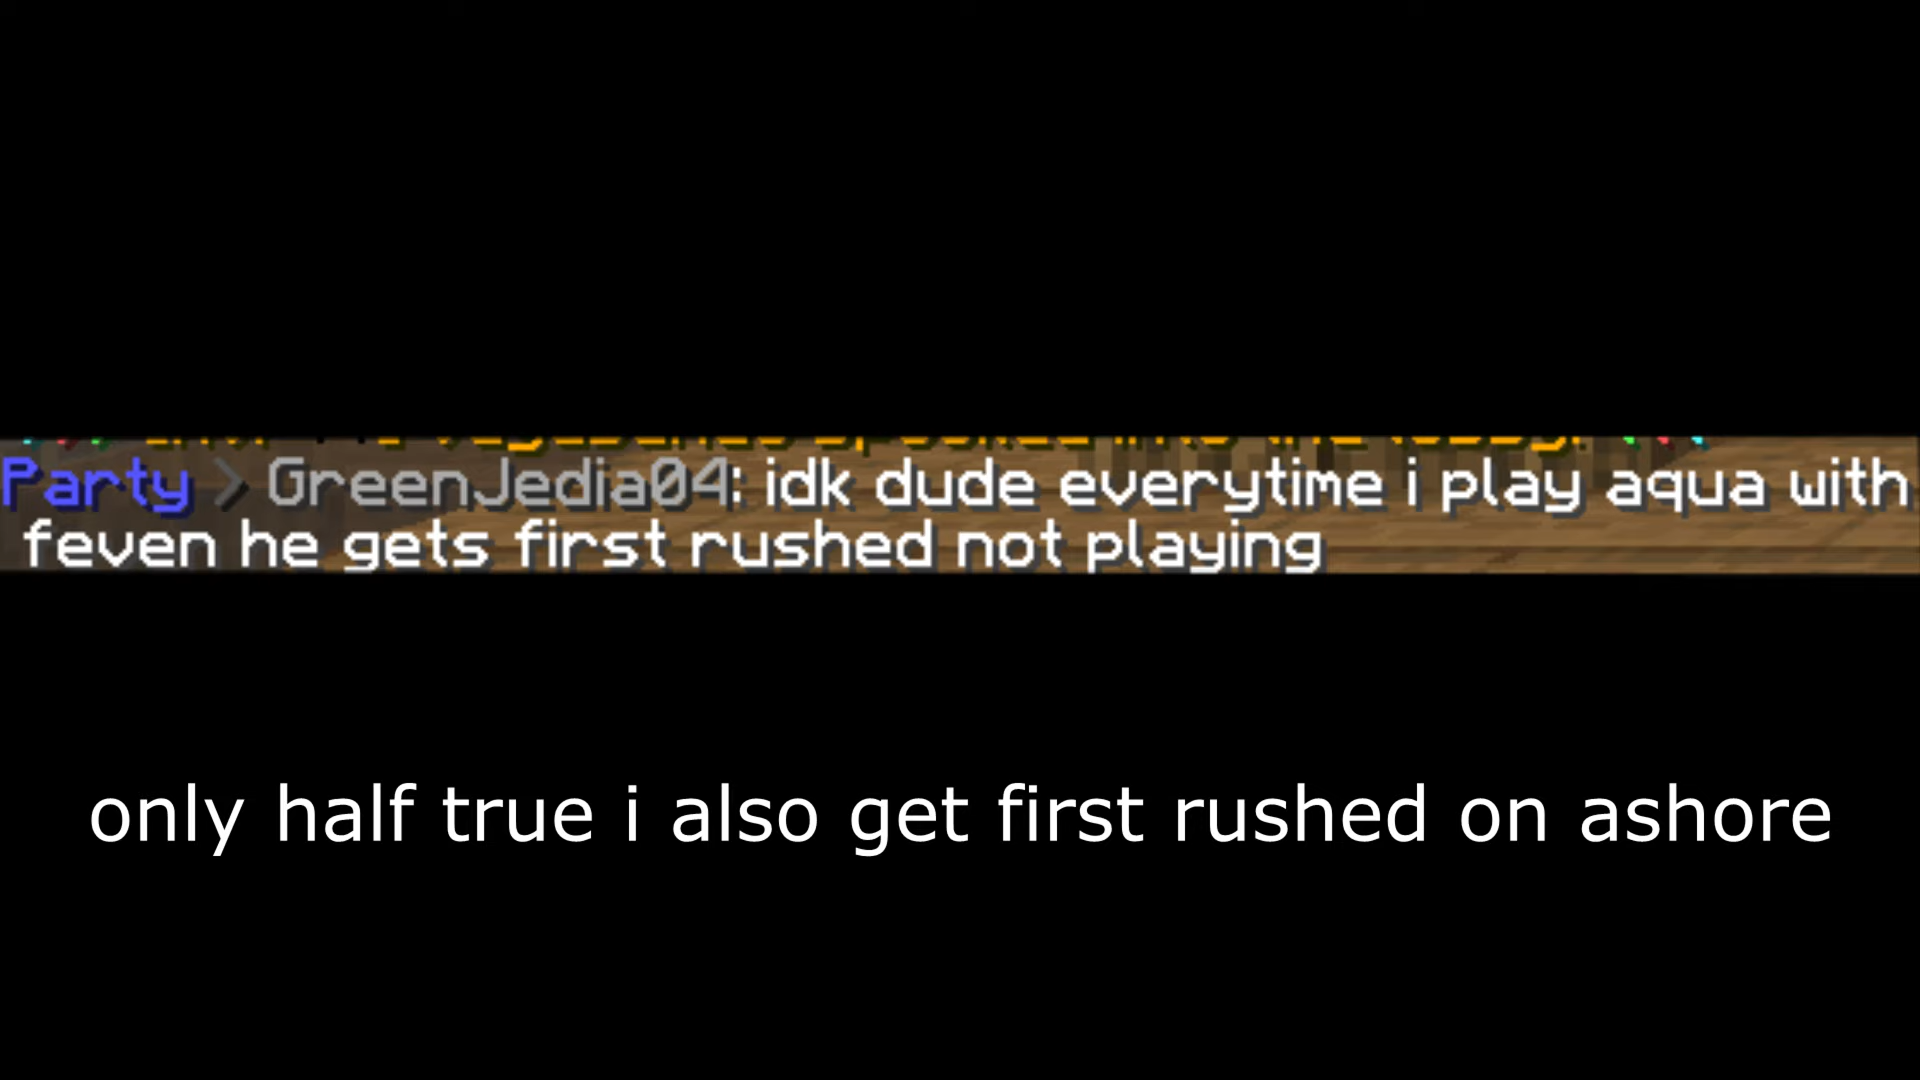 Party > GreenJedia04: idk dude everytime i play aqua with
feven he gets first rushed not playing
only half true i also get first rushed on ashore